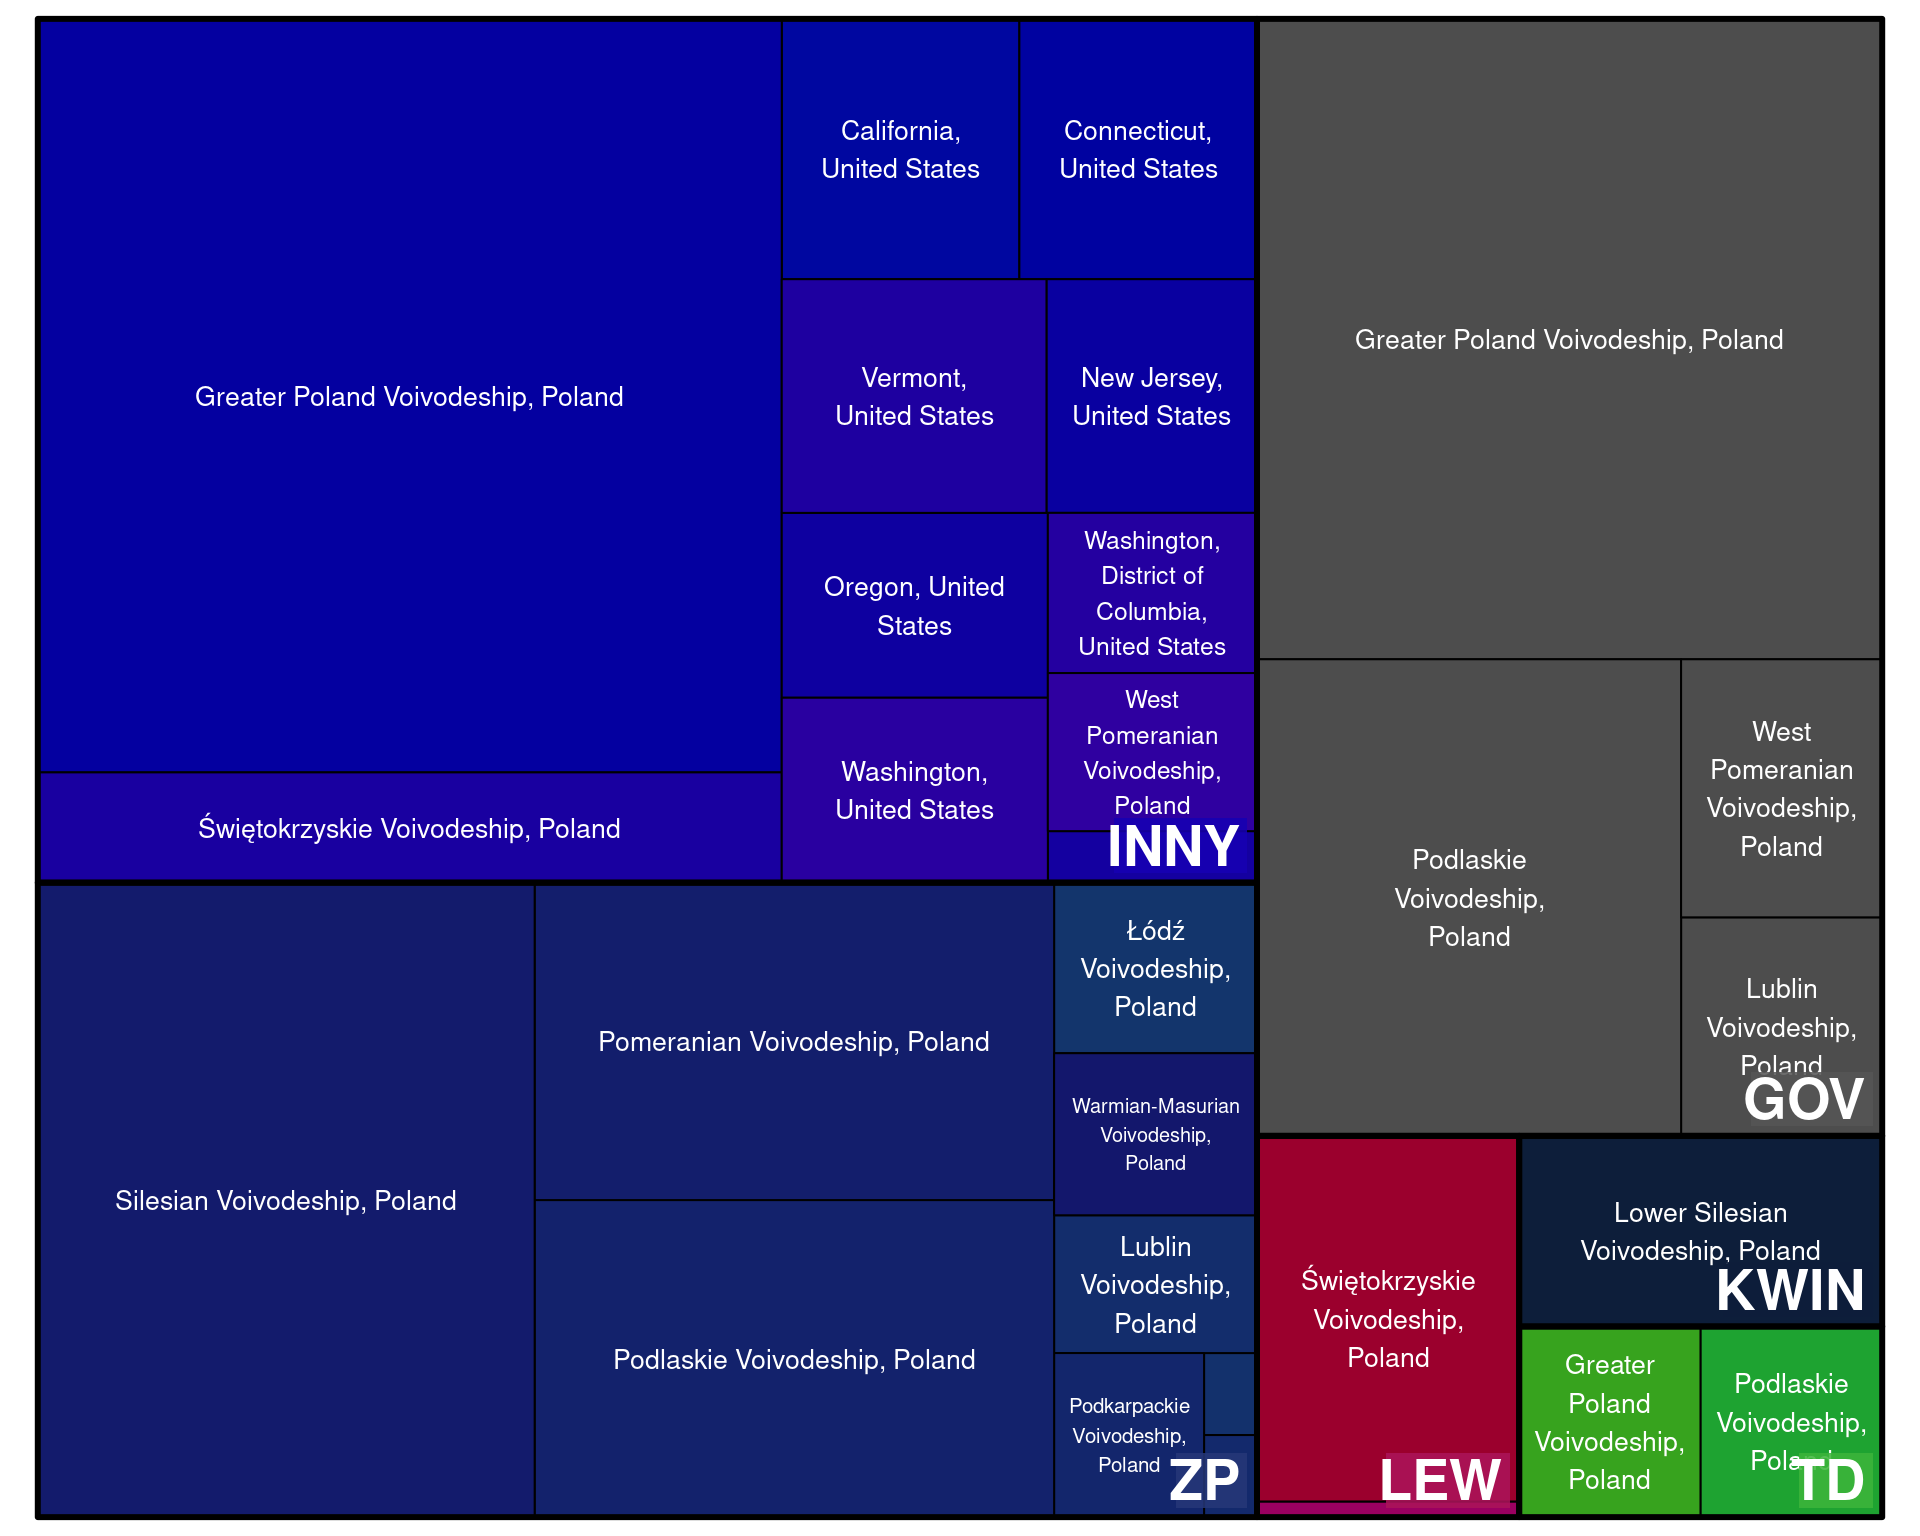 Greater Poland Voivodeship, Poland
Świętokrzyskie Voivodeship, Poland
California,
United States
Connecticut,
United States
Vermont,
United States
New Jersey,
United States
Oregon, United
States
Washington,
District of
Columbia,
United States
Washington,
United States
West
Pomeranian
Voivodeship,
Poland
INNY
Silesian Voivodeship, Poland
Pomeranian Voivodeship, Poland
Podlaskie Voivodeship, Poland
Łódź
Voivodeship,
Poland
Warmian-Masurian
Voivodeship,
Poland
Lublin
Voivodeship,
Poland
Podkarpackie
Voivodeship,
Poland
ZP
Greater Poland Voivodeship, Poland
Podlaskie
Voivodeship,
Poland
West
Pomeranian
Voivodeship,
Poland
Lublin
Voivodeship,
Poland
GOV
Świętokrzyskie
Voivodeship,
Poland
LEW
Lower Silesian
Voivodeship, Poland
KWIN
Greater
Poland
Voivodeship,
Poland
Podlaskie
Voivodeship,
Poland
TD